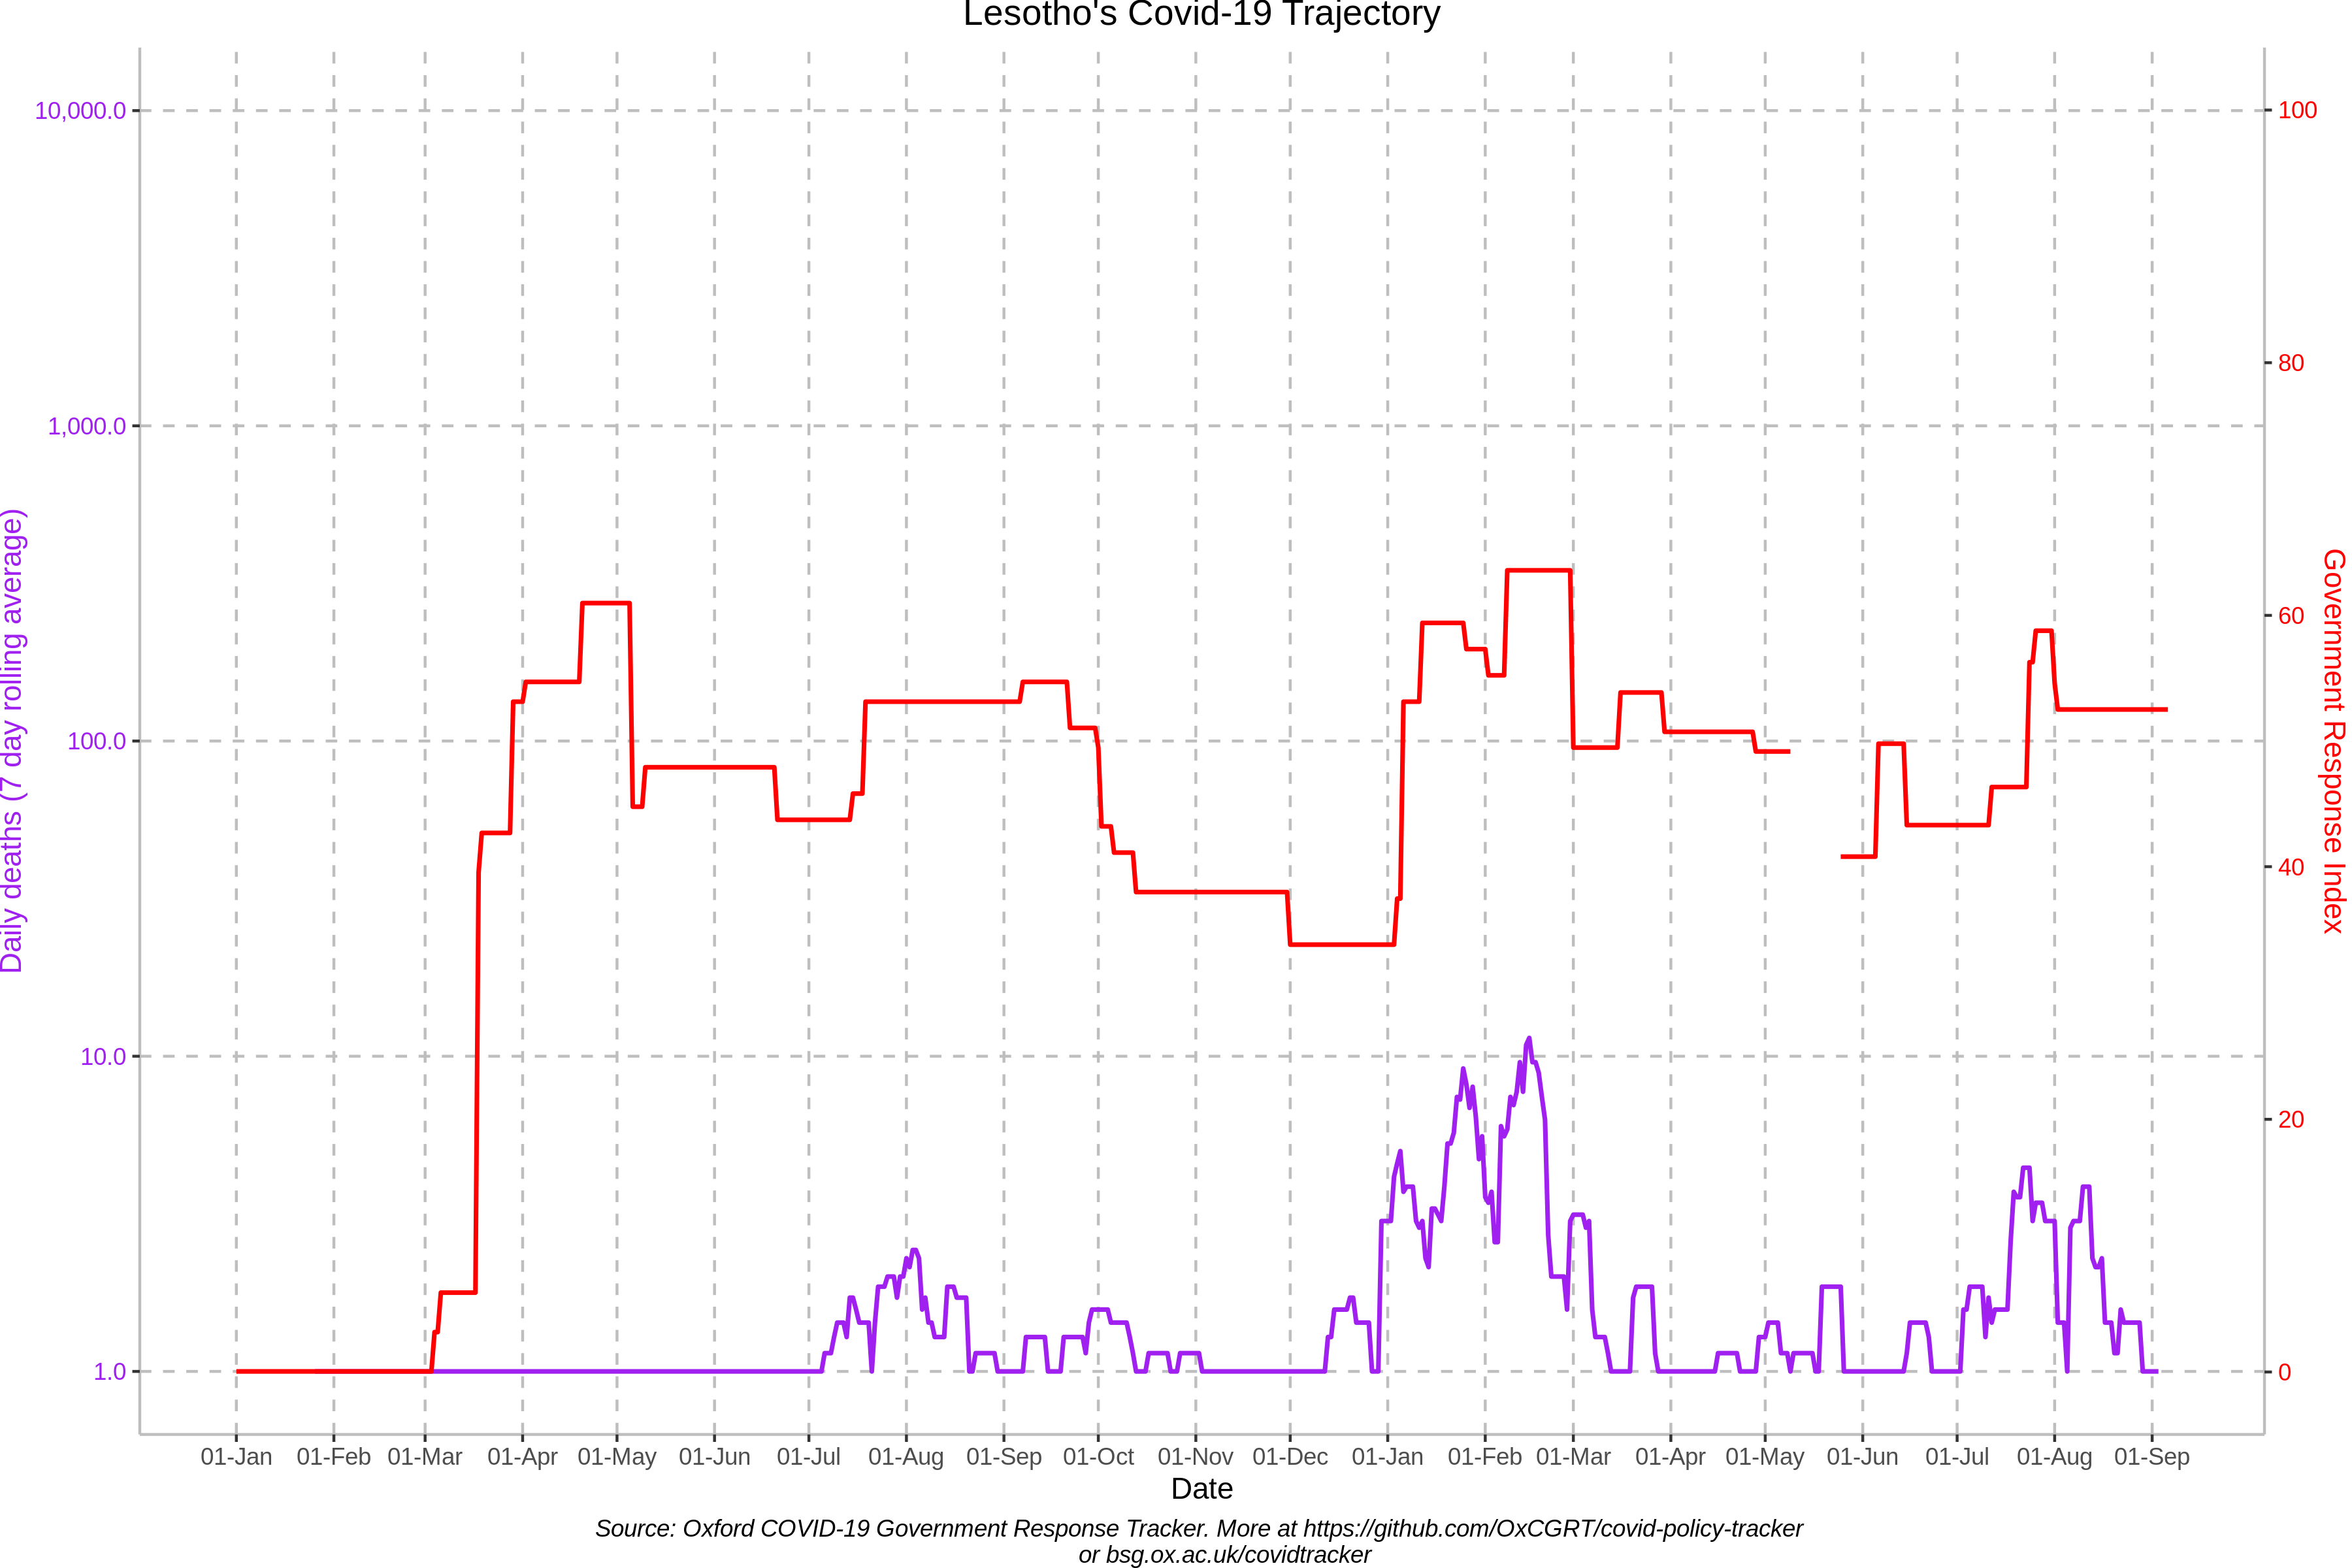 Lesotho's Covid-19 Trajectory
10,000.0
1,000.0
100.0
10.0
1.0
Daily deaths (7 day rolling average)
100
80
60
40
20
0
Government Response Index
01-Jan 01-Feb 01-Mar 01-Apr 01-May 01-Jun 01-Jul 01-Aug 01-Sep 01-Oct 01-Nov 01-Dec 01-Jan 01-Feb 01-Mar 01-Apr 01-May 01-Jun 01-Jul 01-Aug 01-Sep
Date
Source: Oxford COVID-19 Government Response Tracker. More at https://github.com/OxCGRT/covid-policy-tracker
or bsg.ox.ac.uk/covidtracker